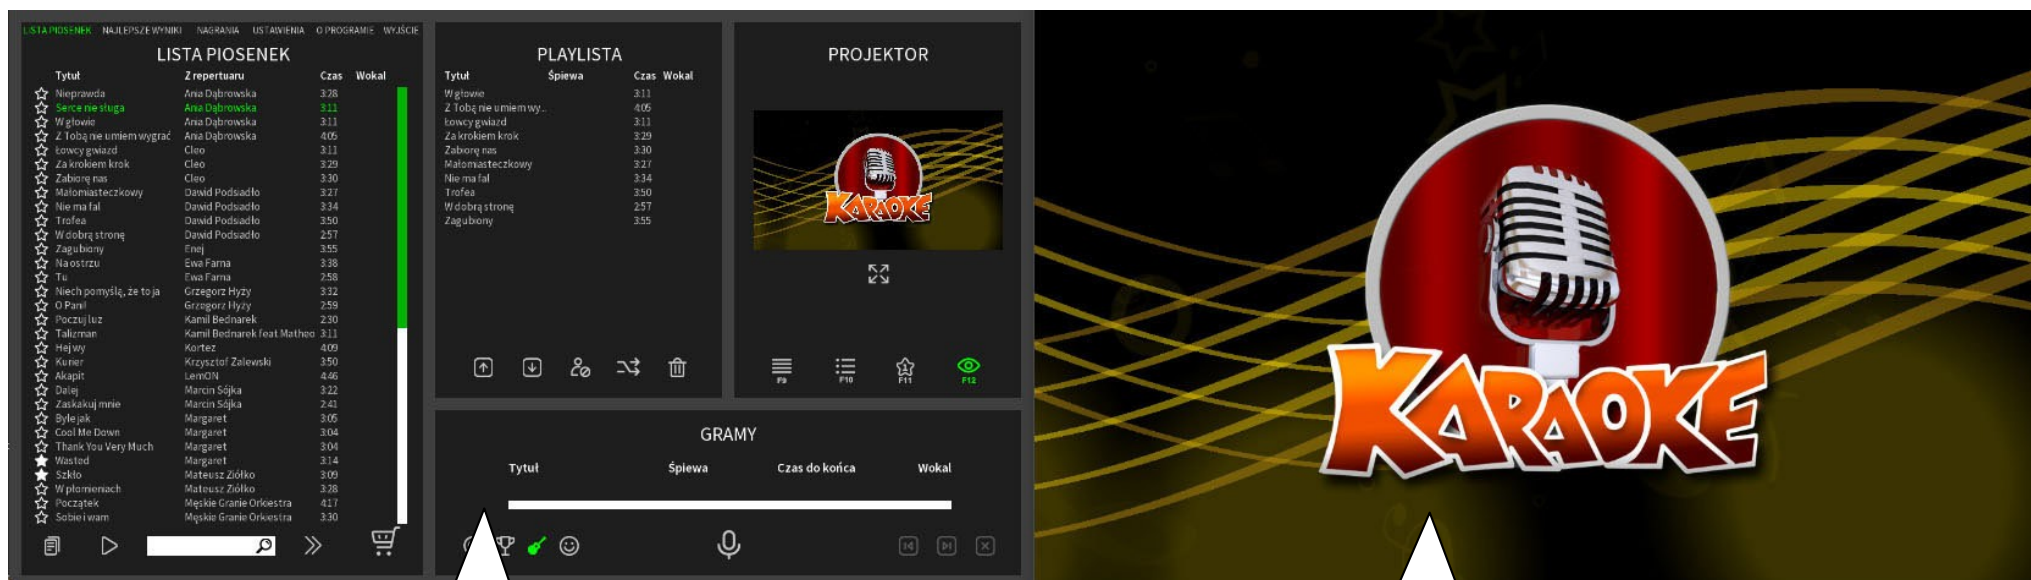 LISTA PIOSENEK NAJLEPSZE WYNIKI NAGRANIA USTAWIENIA O PROGRAMIE WYJŚCIE
LISTA PIOSENEK
Tytuł Z repertuaru Czas Wokal
Nieprawda Ania Dąbrowska 3:28
Serce nie sługa Ania Dąbrowska 3:11
W głowie Ania Dąbrowska 3:11
Z Tobą nie umiem wygrać Ania Dąbrowska 4:05
Łowcy gwiazd Cleo 3:11
Za krokiem krok Cleo 3:29
Zabiorę nas Cleo 3:30
Małomiasteczkowy Dawid Podsiadło 3:27
Nie ma fal Dawid Podsiadło 3:34
Trofea Dawid Podsiadło 3:50
W dobrą stronę Dawid Podsiadło 2:57
Zagubiony Enej 3:55
Na ostrzu Ewa Farna 3:38
Tu Ewa Farna 2:58
Niech pomyślą, że to ja Grzegorz Hyży 3:32
O Pani! Grzegorz Hyży 2:59
Poczuj luz Kamil Bednarek 2:30
Talizman Kamil Bednarek feat Matheo 3:11
Hej wy Kortez 4:09
Kurier Krzysztof Zalewski 3:50
Akapit LemON 4:46
Dalej Marcin Sójka 3:22
Zaskakuj mnie Marcin Sójka 2:41
Byle jak Margaret 3:05
Cool Me Down Margaret 3:04
Thank You Very Much Margaret 3:04
Wasted Margaret 3:14
Szkło Mateusz Ziółko 3:09
W płomieniach Mateusz Ziółko 3:28
Początek Męskie Granie Orkiestra 4:17
Sobie i wam Męskie Granie Orkiestra 3:30
PLAYLISTA
Tytuł Śpiewa Czas Wokal
W głowie 3:11
Z Tobą nie umiem wy... 4:05
Łowcy gwiazd 3:11
Za krokiem krok 3:29
Zabiorę nas 3:30
Małomiasteczkowy 3:27
Nie ma fal 3:34
Trofea 3:50
W dobrą stronę 2:57
Zagubiony 3:55
PROJEKTOR
KARAOKE
F9 F10 F11 F12
GRAMY
Tytuł Śpiewa Czas do końca Wokal
KARAOKE